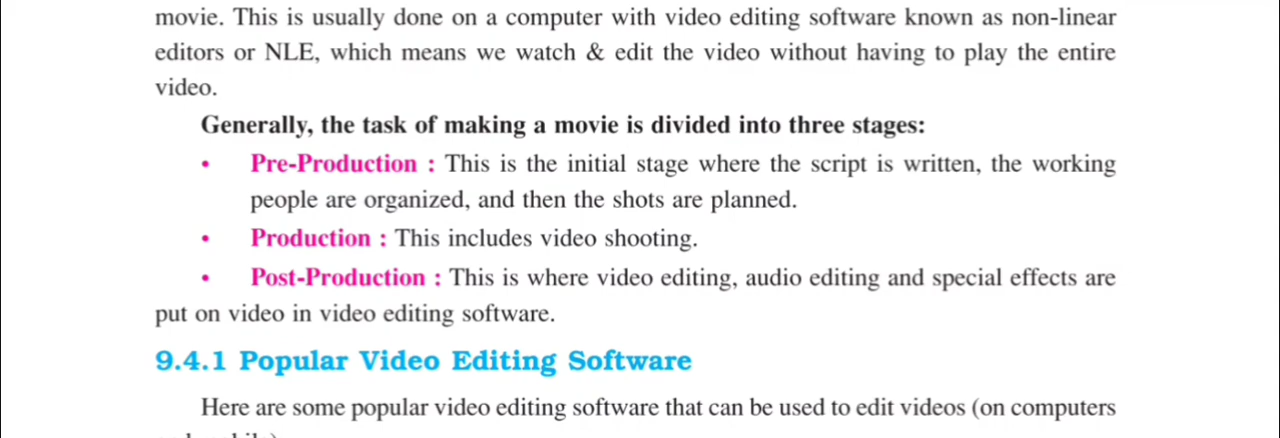 movie. This is usually done on a computer with video editing software known as non-linear
editors or NLE, which means we watch & edit the video without having to play the entire
video.
Generally, the task of making a movie is divided into three stages:
• Pre-Production : This is the initial stage where the script is written, the working
people are organized, and then the shots are planned.
• Production : This includes video shooting.
• Post-Production : This is where video editing, audio editing and special effects are
put on video in video editing software.
9.4.1 Popular Video Editing Software
Here are some popular video editing software that can be used to edit videos (on computers